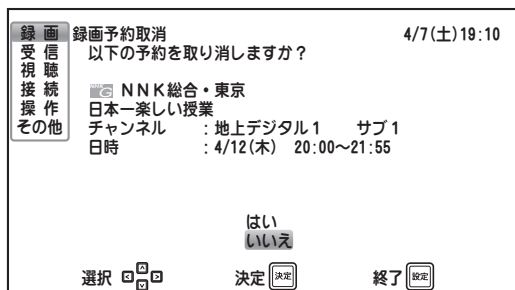 録画 録画予約取消 4/7(土)19:10
受信 以下の予約を取り消しますか？
視聴
接続 NNK G NNK総合・東京
操作 日本一楽しい授業
その他 チャンネル ：地上デジタル1 サブ1
日時 ：4/12(木) 20:00～21:55
はい
いいえ
選択 決定 決定 終了 設定